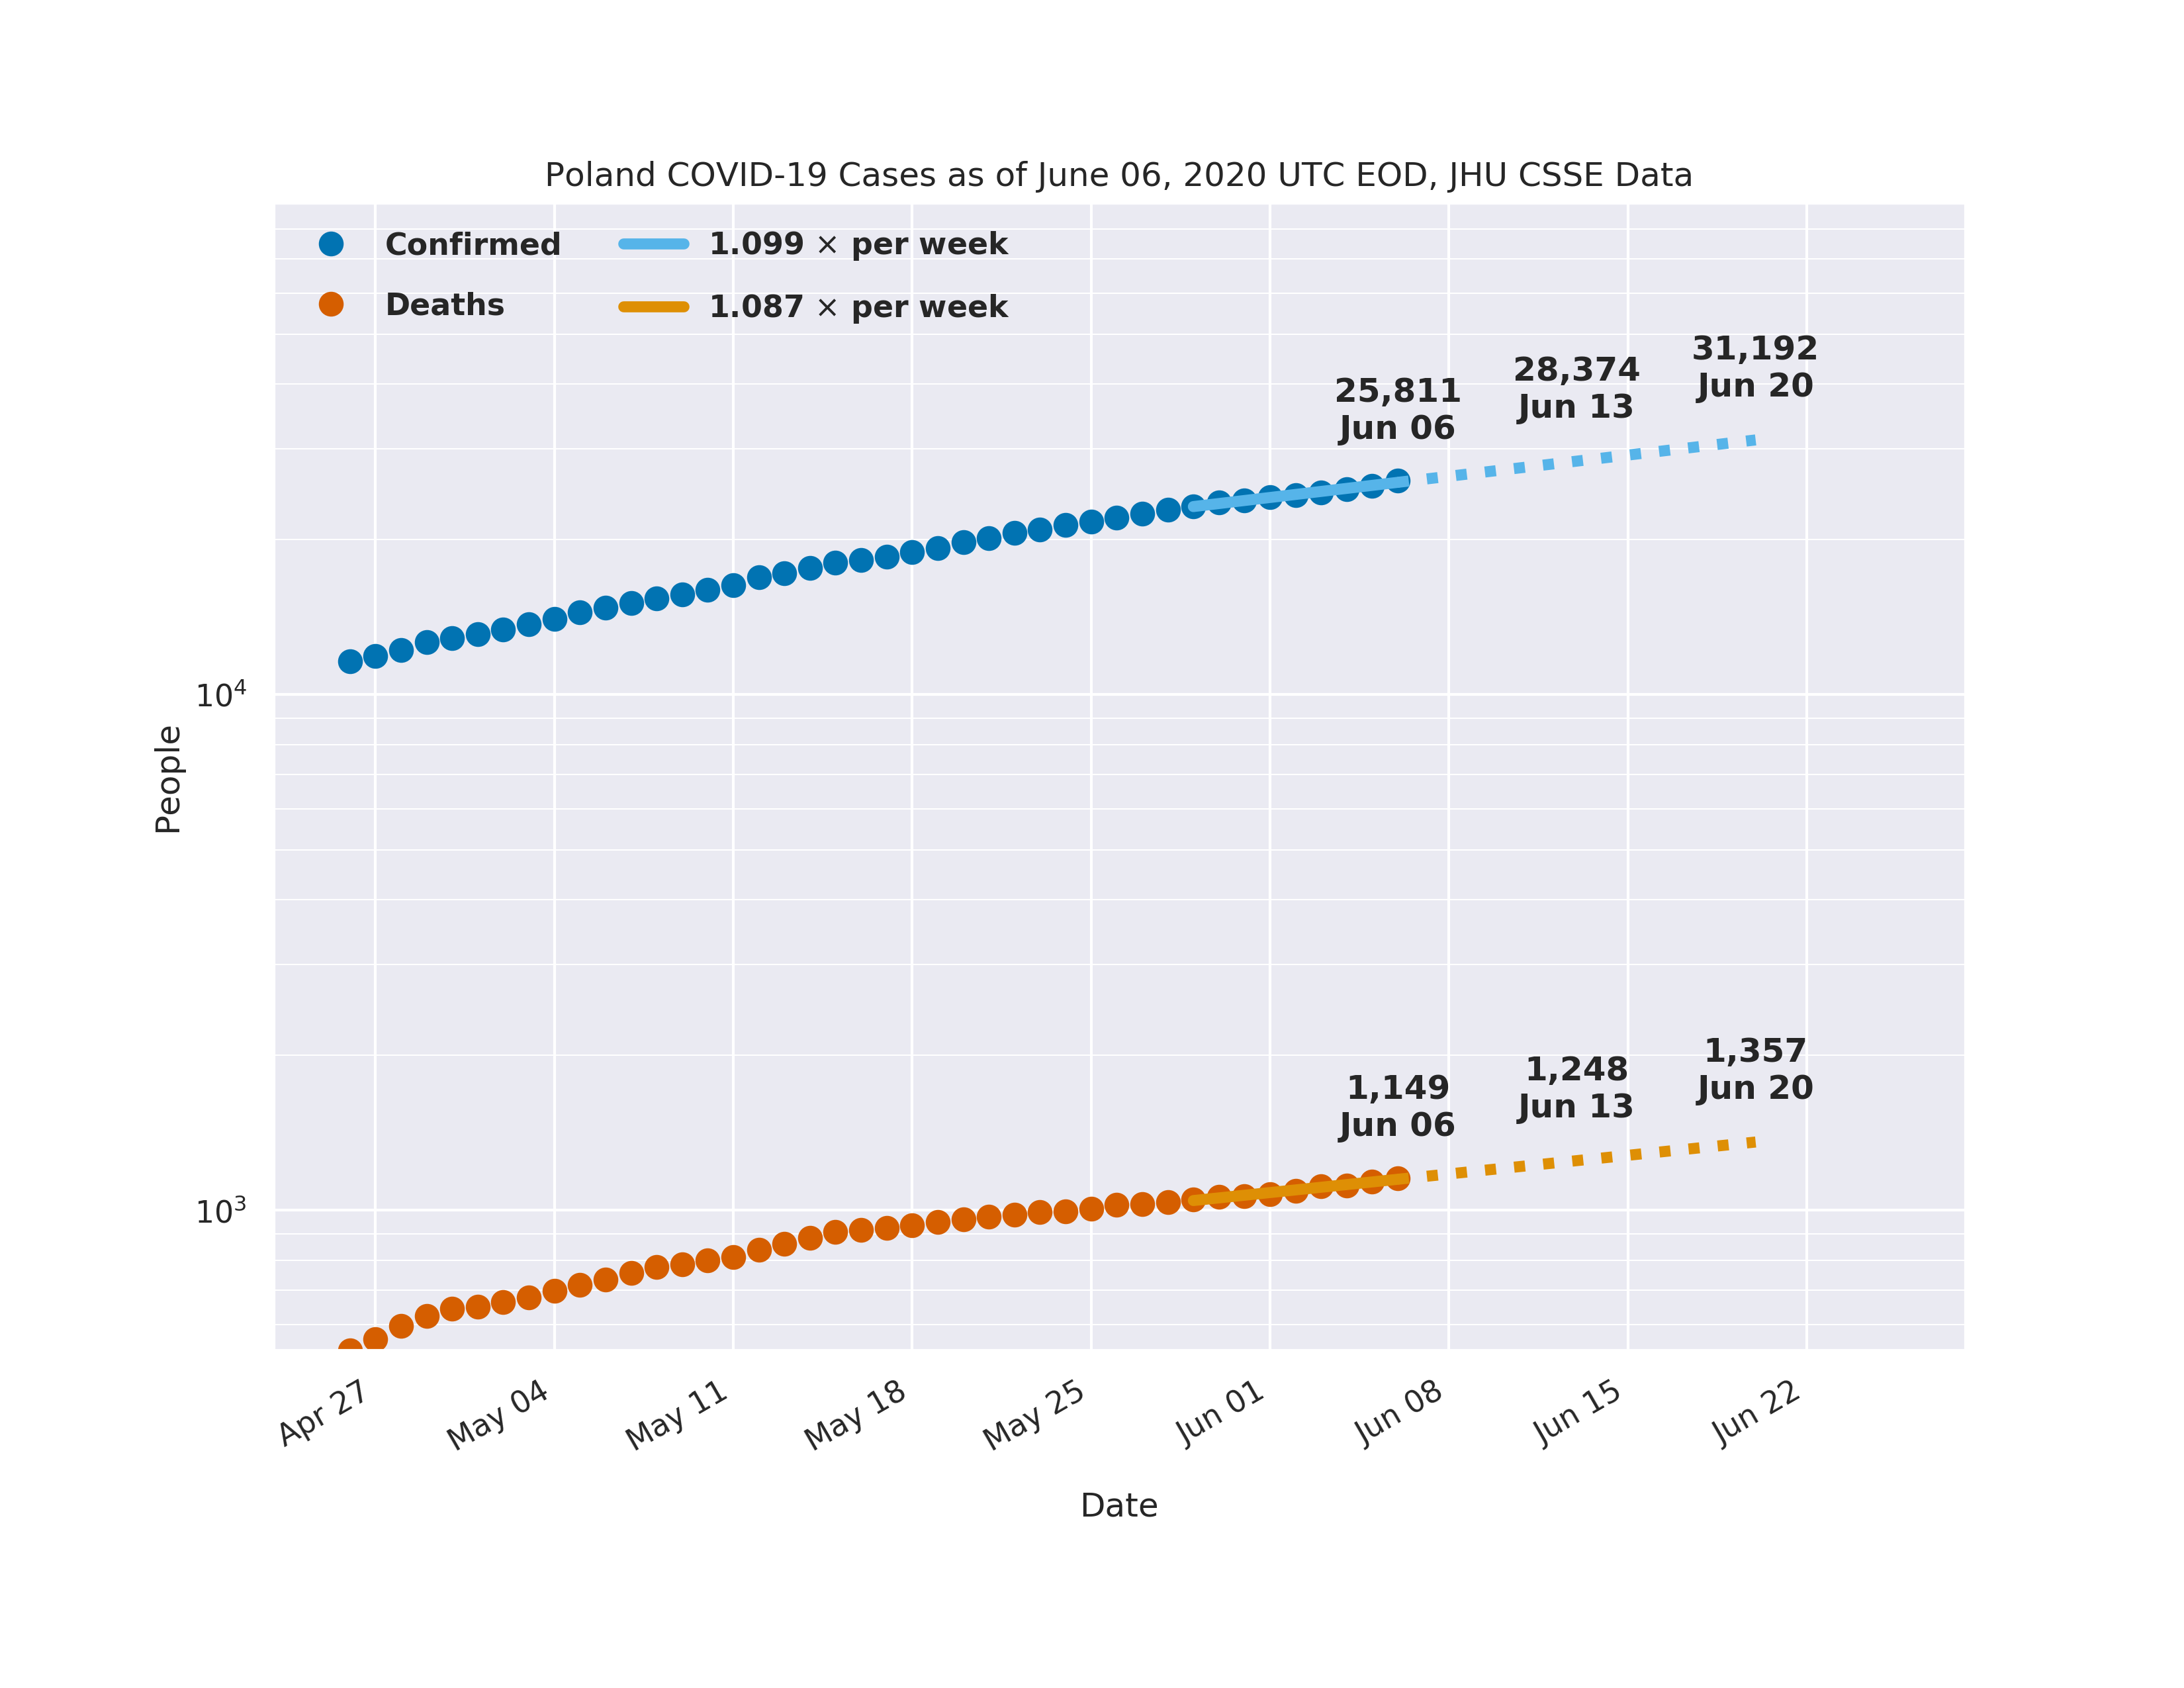 Poland COVID-19 Cases as of June 06, 2020 UTC EOD, JHU CSSE Data
Confirmed
Deaths
1.099 × per week
1.087 × per week
25,811
Jun 06
28,374
Jun 13
31,192
Jun 20
10⁴
People
1,149
Jun 06
1,248
Jun 13
1,357
Jun 20
10³
Apr 27
May 04
May 11
May 18
May 25
Jun 01
Jun 08
Jun 15
Jun 22
Date